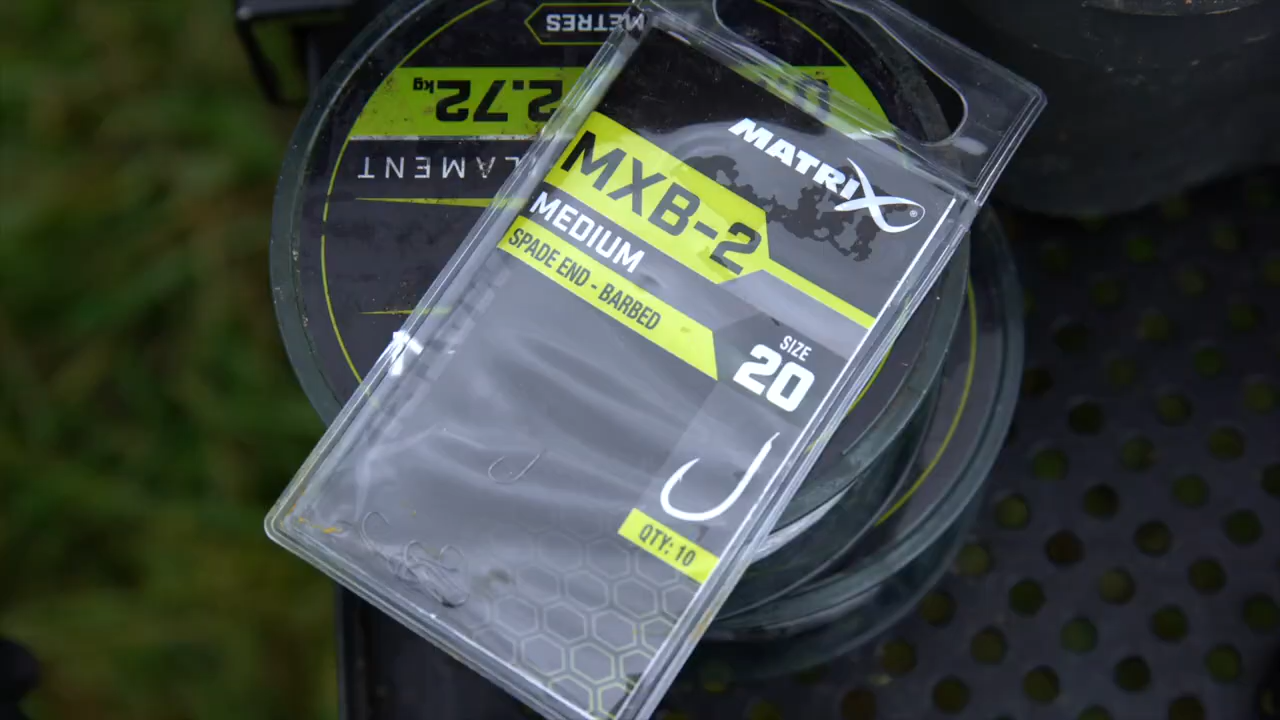 METRES
2.72kg
LAMENT
MATRIX®
MXB-2
MEDIUM
SPADE END - BARBED
SIZE
20
QTY: 10